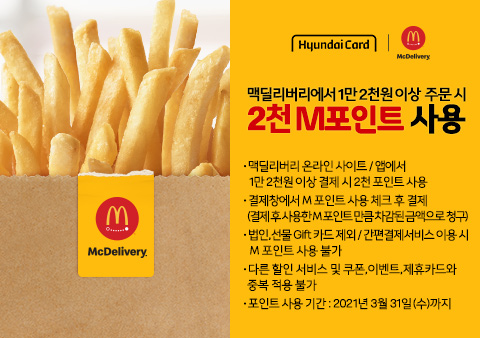 Hyundai Card
McDelivery
맥딜리버리에서 1만 2천원 이상 주문 시
2천 M포인트 사용
· 맥딜리버리 온라인 사이트 / 앱에서
1만 2천원 이상 결제 시 2천 포인트 사용
· 결제창에서 M 포인트 사용 체크 후 결제
(결제 후 사용한 M 포인트 만큼 차감된 금액으로 청구)
· 법인,선물 Gift 카드 제외 / 간편결제서비스 이용 시
M 포인트 사용 불가
· 다른 할인 서비스 및 쿠폰,이벤트,제휴카드와
중복 적용 불가
· 포인트 사용 기간 : 2021년 3월 31일 (수)까지
McDelivery